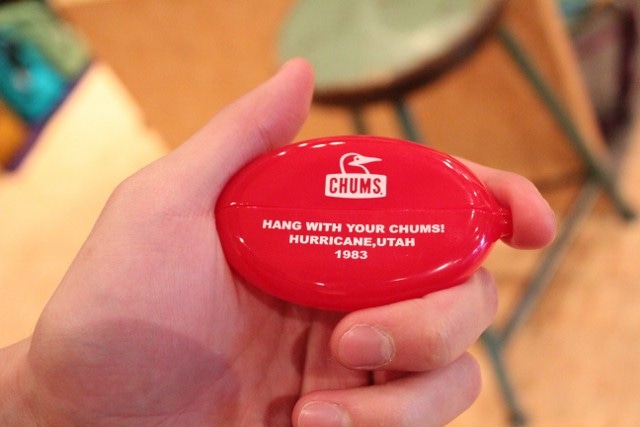 CHUMS
HANG WITH YOUR CHUMS!
HURRICANE,UTAH
1983